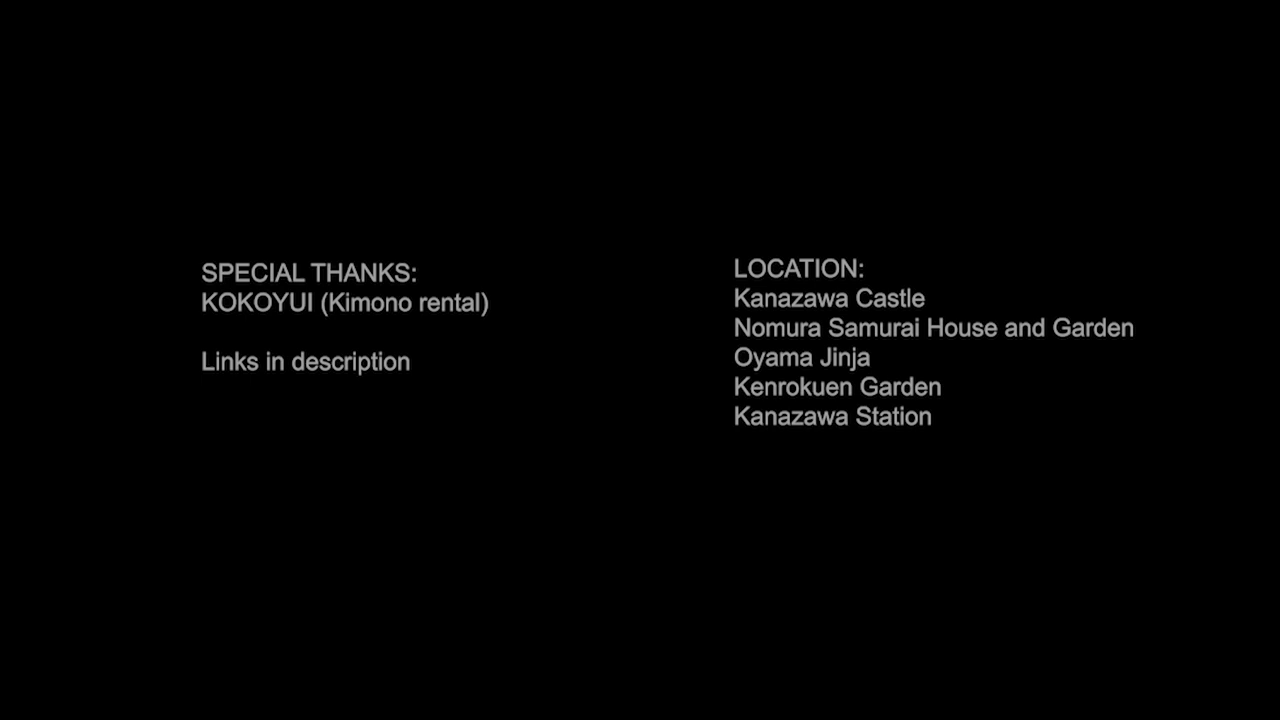 SPECIAL THANKS:
KOKOYUI (Kimono rental)
Links in description
LOCATION:
Kanazawa Castle
Nomura Samurai House and Garden
Oyama Jinja
Kenrokuen Garden
Kanazawa Station